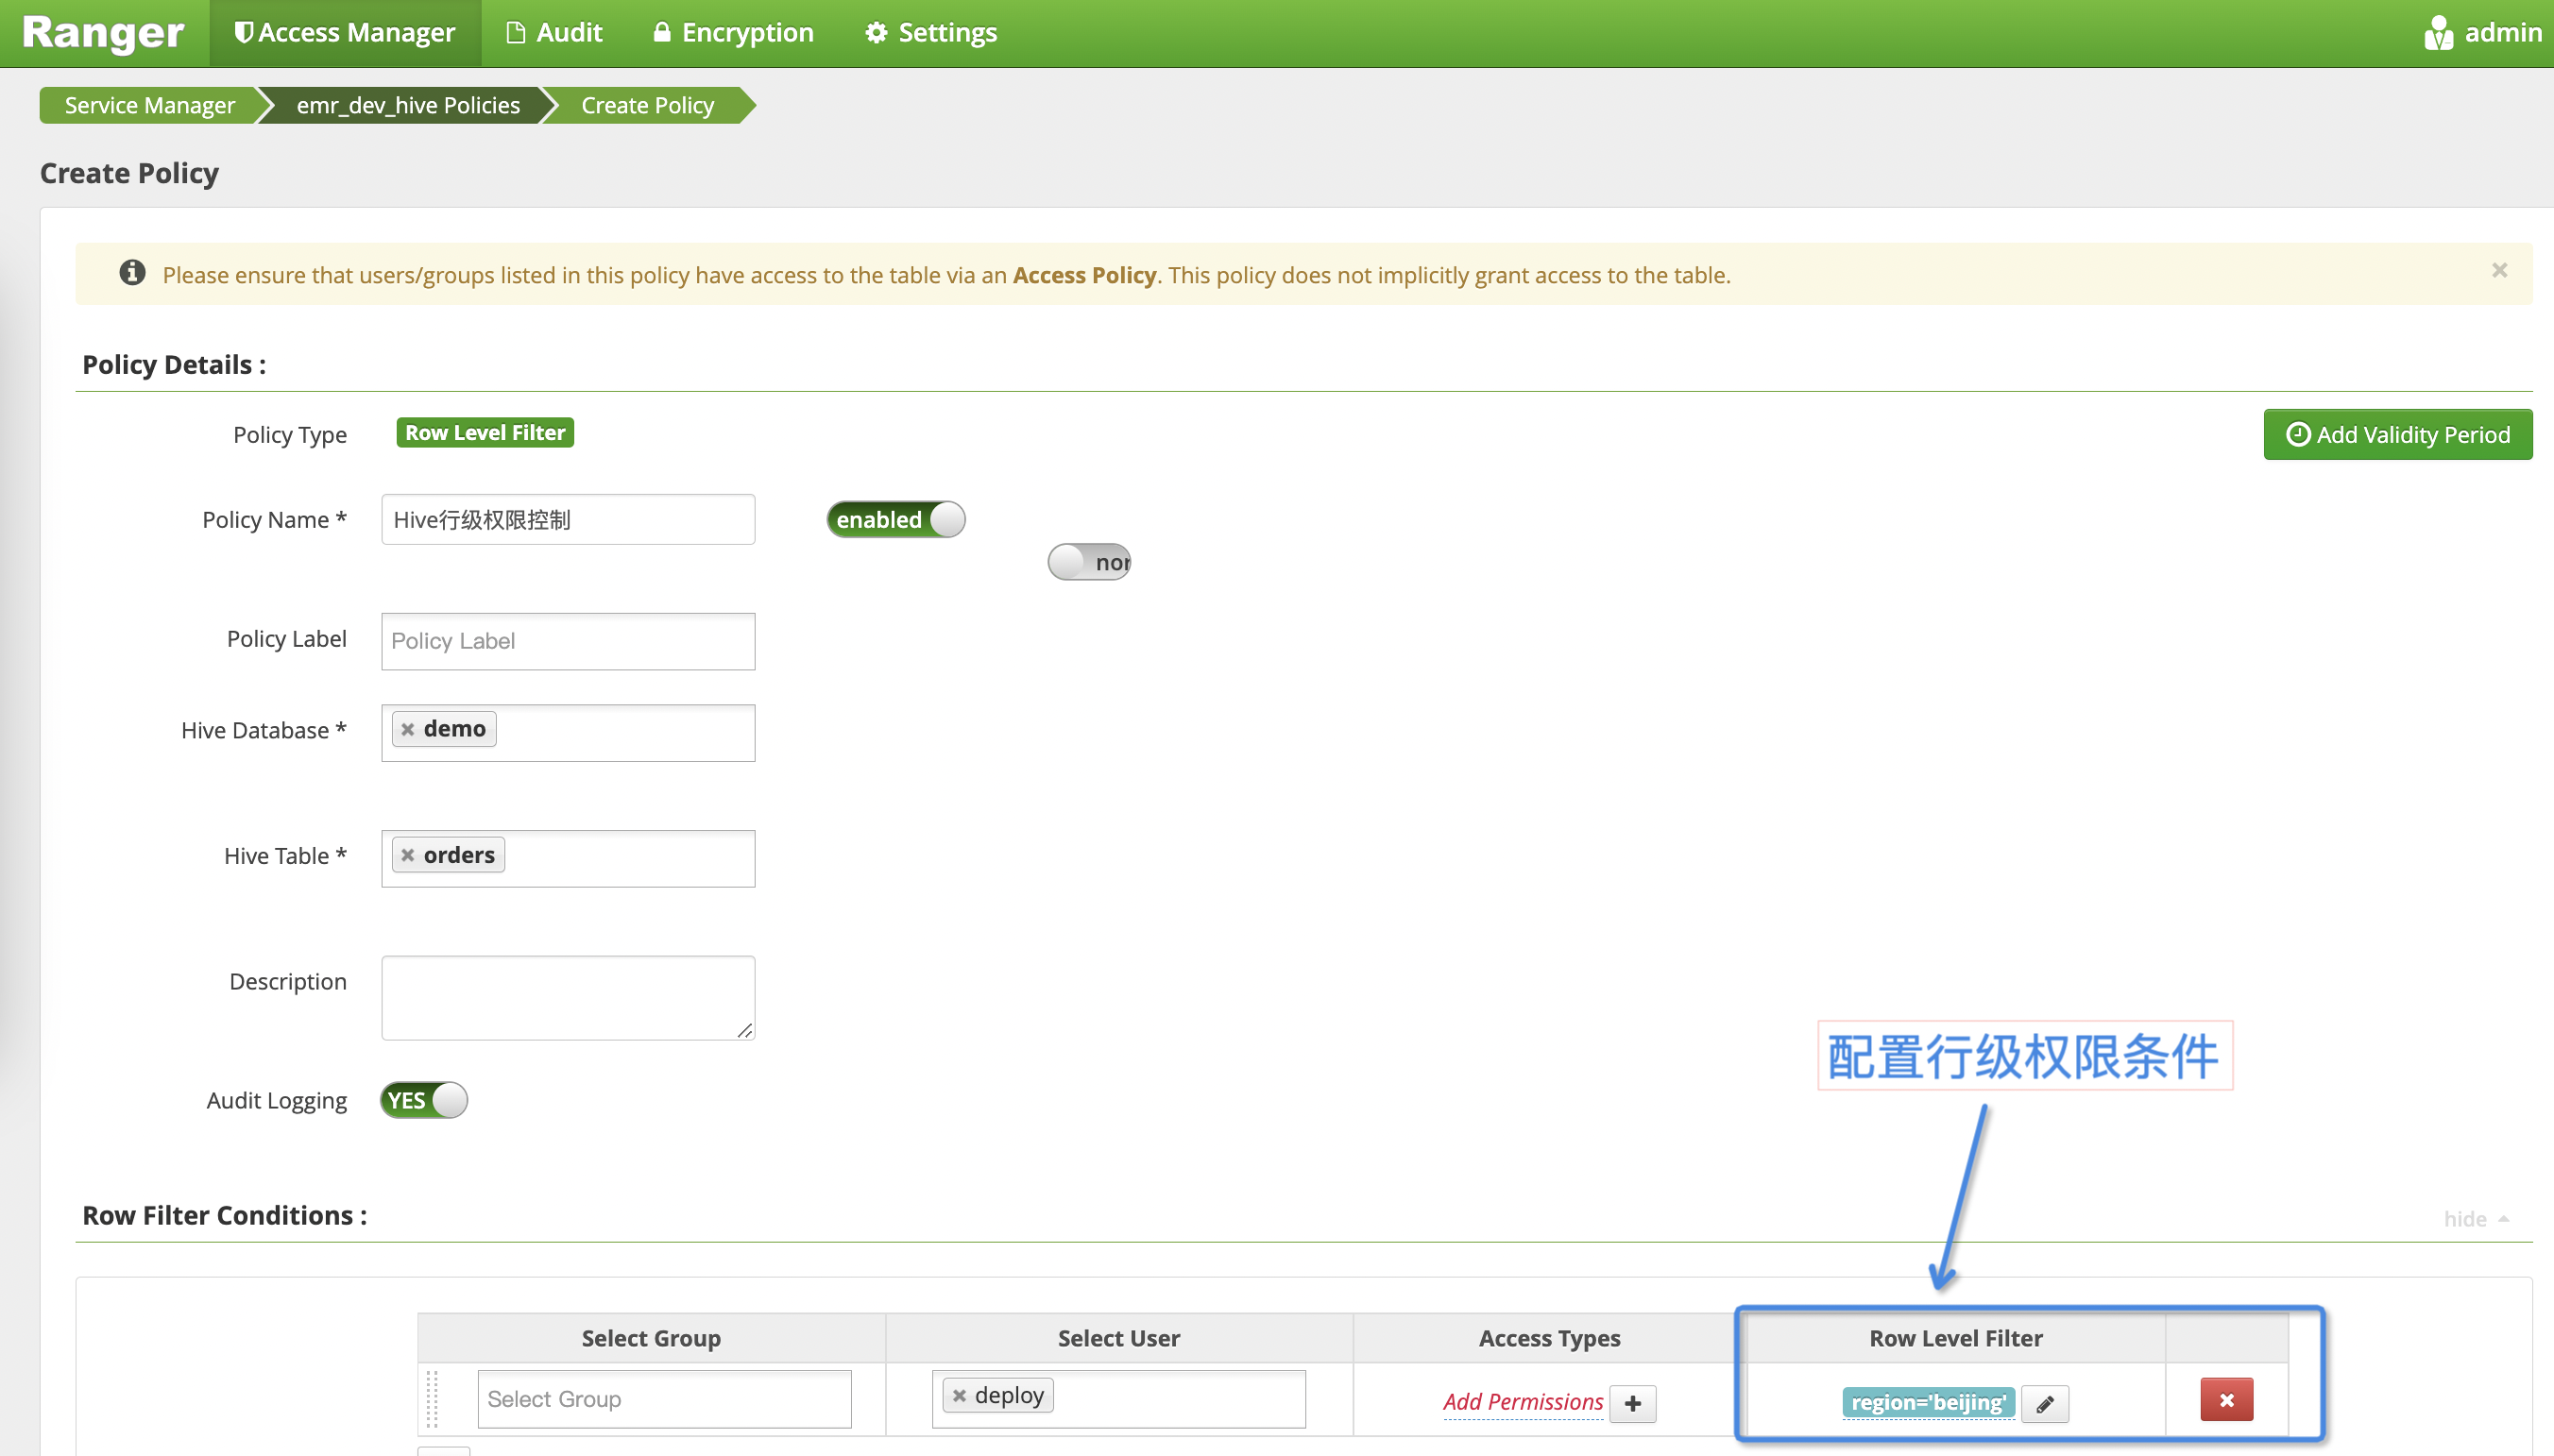 Ranger Access Manager Audit Encryption Settings admin
Service Manager emr_dev_hive Policies Create Policy
Create Policy
Please ensure that users/groups listed in this policy have access to the table via an Access Policy. This policy does not implicitly grant access to the table.
Policy Details :
Policy Type Row Level Filter Add Validity Period
Policy Name * Hive行级权限控制 enabled
nor
Policy Label Policy Label
Hive Database * demo
Hive Table * orders
Description
配置行级权限条件
Audit Logging YES
Row Filter Conditions :
hide
Select Group Select User Access Types Row Level Filter
Select Group deploy Add Permissions region='beijing'